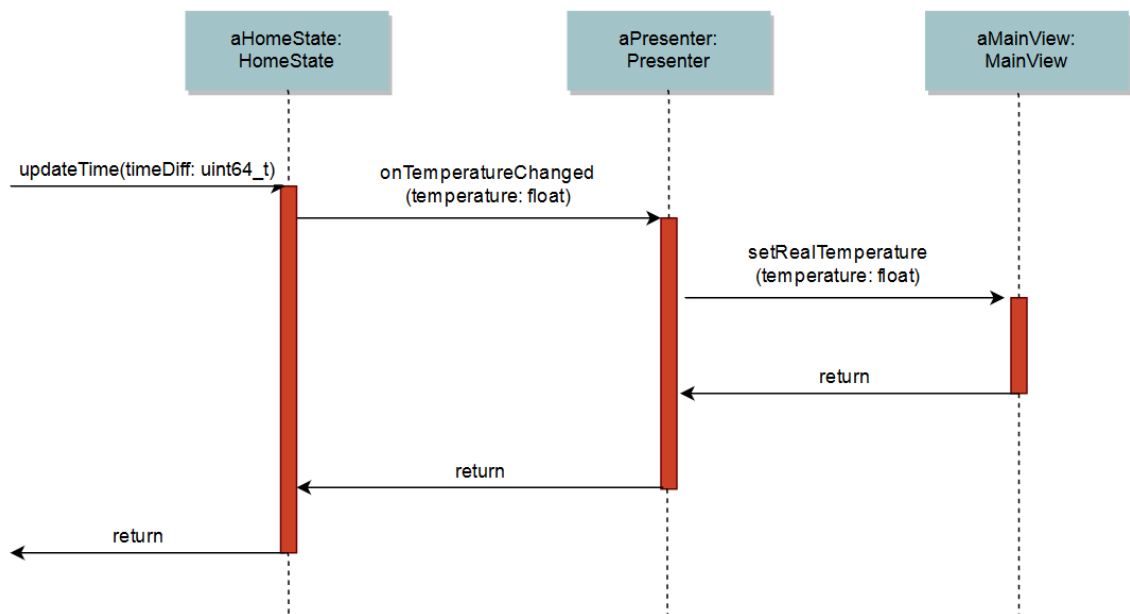 aHomeState:
HomeState
aPresenter:
Presenter
aMainView:
MainView
updateTime(timeDiff: uint64_t)
onTemperatureChanged
(temperature: float)
setRealTemperature
(temperature: float)
return
return
return